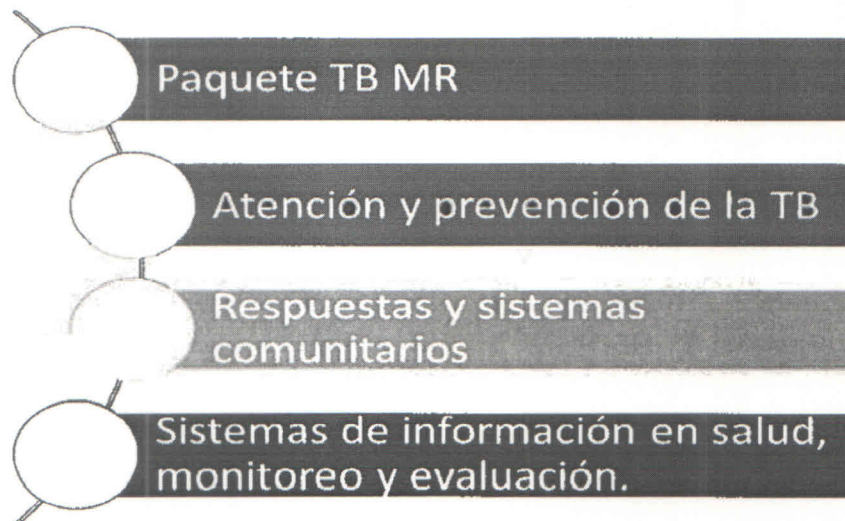 Paquete TB MR
Atención y prevención de la TB
Respuestas y sistemas
comunitarios
Sistemas de información en salud,
monitoreo y evaluación.